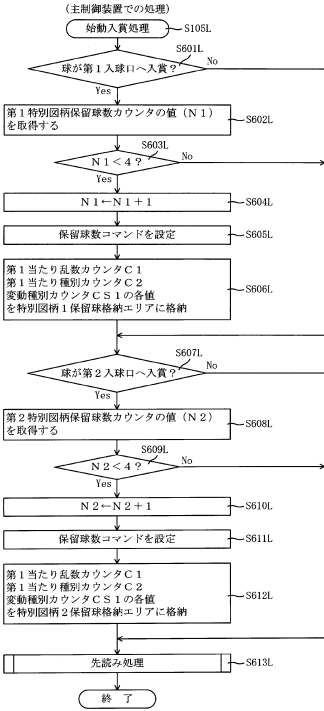 （主制御装置での処理）
始動入賞処理
S105L
S601L
球が第１入球口へ入賞？
No
Yes
第１特別図柄保留球数カウンタの値（Ｎ１）
を取得する
S602L
S603L
Ｎ１＜４？
No
Yes
Ｎ１←Ｎ１＋１
S604L
保留球数コマンドを設定
S605L
第１当たり乱数カウンタＣ１
第１当たり種別カウンタＣ２
変動種別カウンタＣＳ１の各値
を特別図柄１保留球格納エリアに格納
S606L
S607L
球が第２入球口へ入賞？
No
Yes
第２特別図柄保留球数カウンタの値（Ｎ２）
を取得する
S608L
S609L
Ｎ２＜４？
No
Yes
Ｎ２←Ｎ２＋１
S610L
保留球数コマンドを設定
S611L
第１当たり乱数カウンタＣ１
第１当たり種別カウンタＣ２
変動種別カウンタＣＳ１の各値
を特別図柄２保留球格納エリアに格納
S612L
先読み処理
S613L
終 了